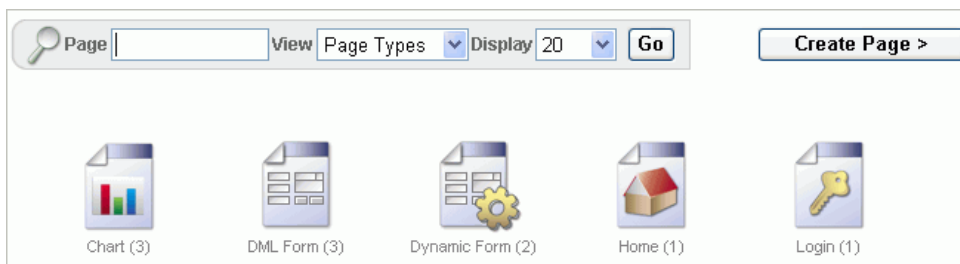 Page View Page Types Display 20 Go Create Page >
Chart (3) DML Form (3) Dynamic Form (2) Home (1) Login (1)